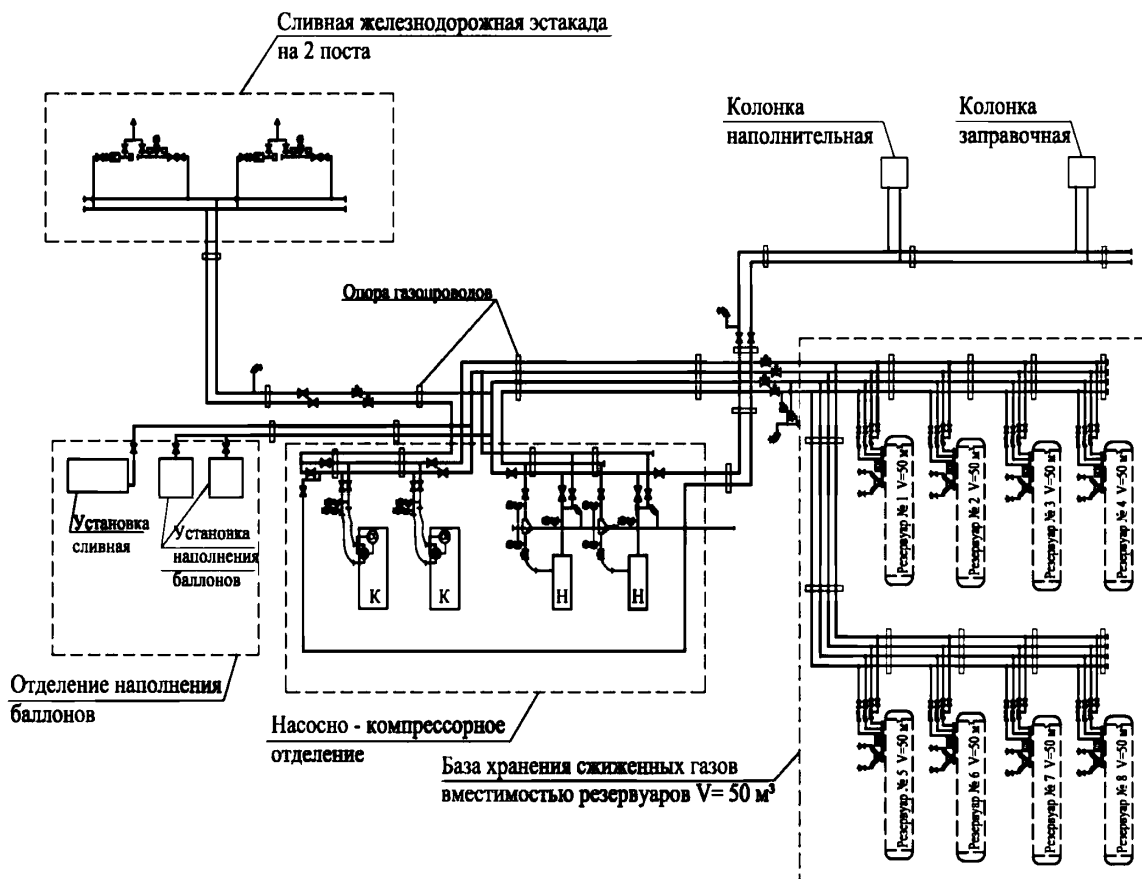 Сливная железнодорожная эстакада
на 2 поста
Колонка
наполнительная
Колонка
заправочная
Опора газопроводов
Установка
сливная
Установка
наполнения
баллонов
К
К
Н
Н
Резервуар № 1 V=50 м³
Резервуар № 2 V=50 м³
Резервуар № 3 V=50 м³
Резервуар № 4 V=50 м³
Отделение наполнения
баллонов
Насосно - компрессорное
отделение
База хранения сжиженных газов
вместимостью резервуаров V= 50 м³
Резервуар № 5 V=50 м³
Резервуар № 6 V=50 м³
Резервуар № 7 V=50 м³
Резервуар № 8 V=50 м³